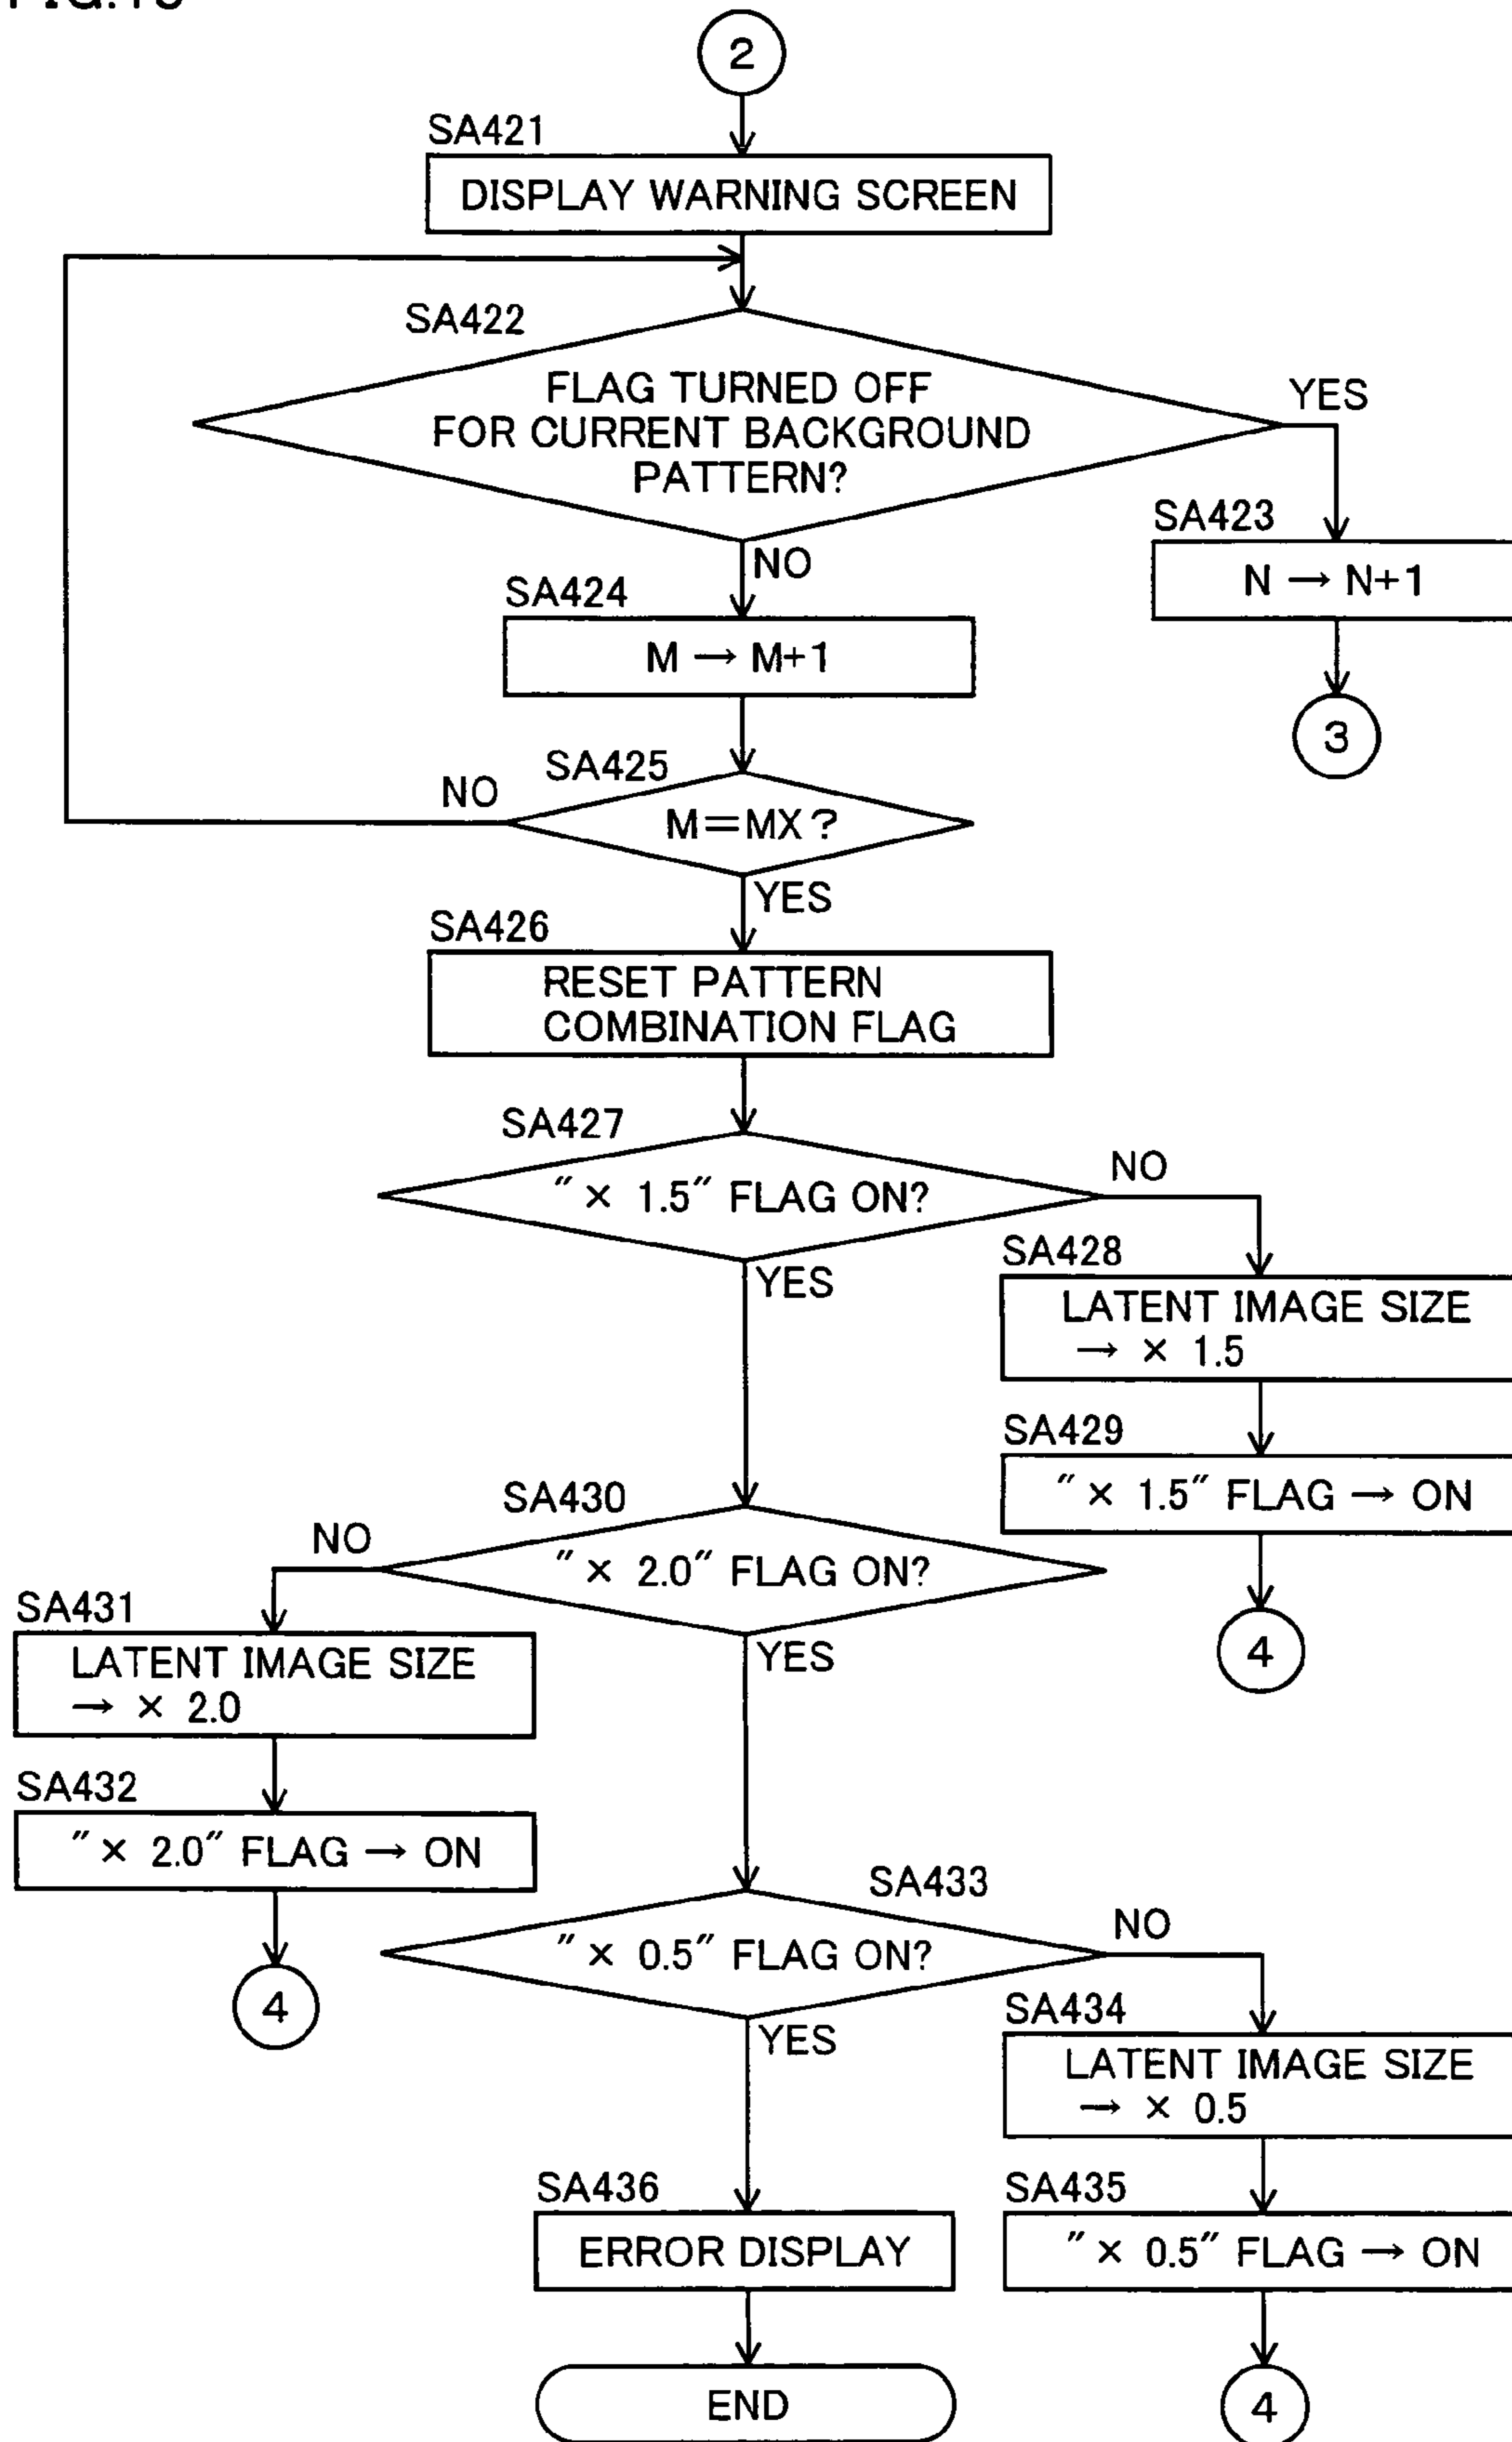 2
SA421
DISPLAY WARNING SCREEN
SA422
FLAG TURNED OFF
FOR CURRENT BACKGROUND
PATTERN?
YES
SA423
N → N+1
3
NO
SA424
M → M+1
SA425
NO
M=MX?
YES
SA426
RESET PATTERN
COMBINATION FLAG
SA427
"× 1.5" FLAG ON?
NO
SA428
LATENT IMAGE SIZE
→ × 1.5
SA429
"× 1.5" FLAG → ON
4
YES
SA430
"× 2.0" FLAG ON?
NO
SA431
LATENT IMAGE SIZE
→ × 2.0
SA432
"× 2.0" FLAG → ON
4
YES
SA433
"× 0.5" FLAG ON?
NO
SA434
LATENT IMAGE SIZE
→ × 0.5
SA435
"× 0.5" FLAG → ON
4
YES
SA436
ERROR DISPLAY
END